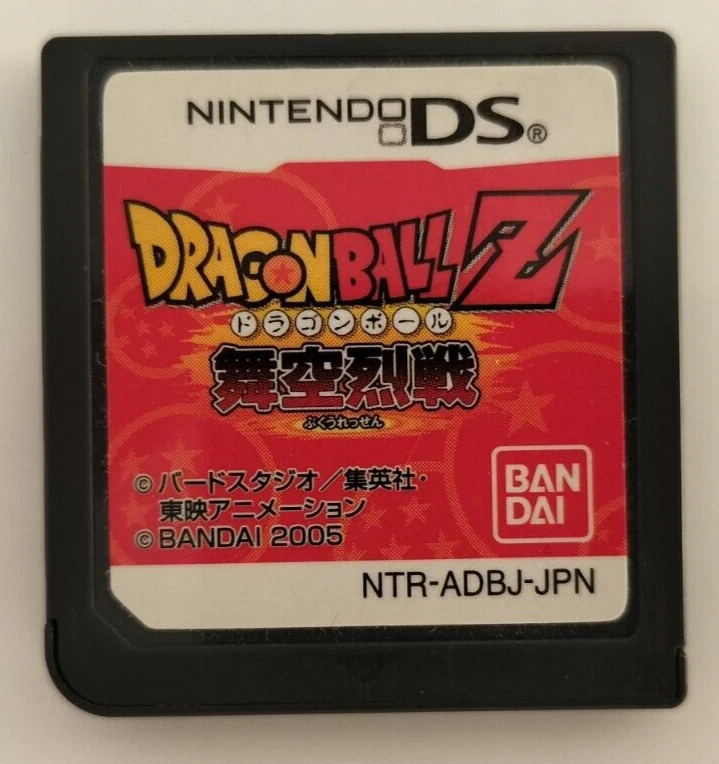 NINTENDO DS®
DRAGON BALL Z
ドラゴンボール
舞空烈戦
ぶくうれっせん
©バードスタジオ／集英社・
東映アニメーション
©BANDAI 2005
BAN
DAI
NTR-ADBJ-JPN